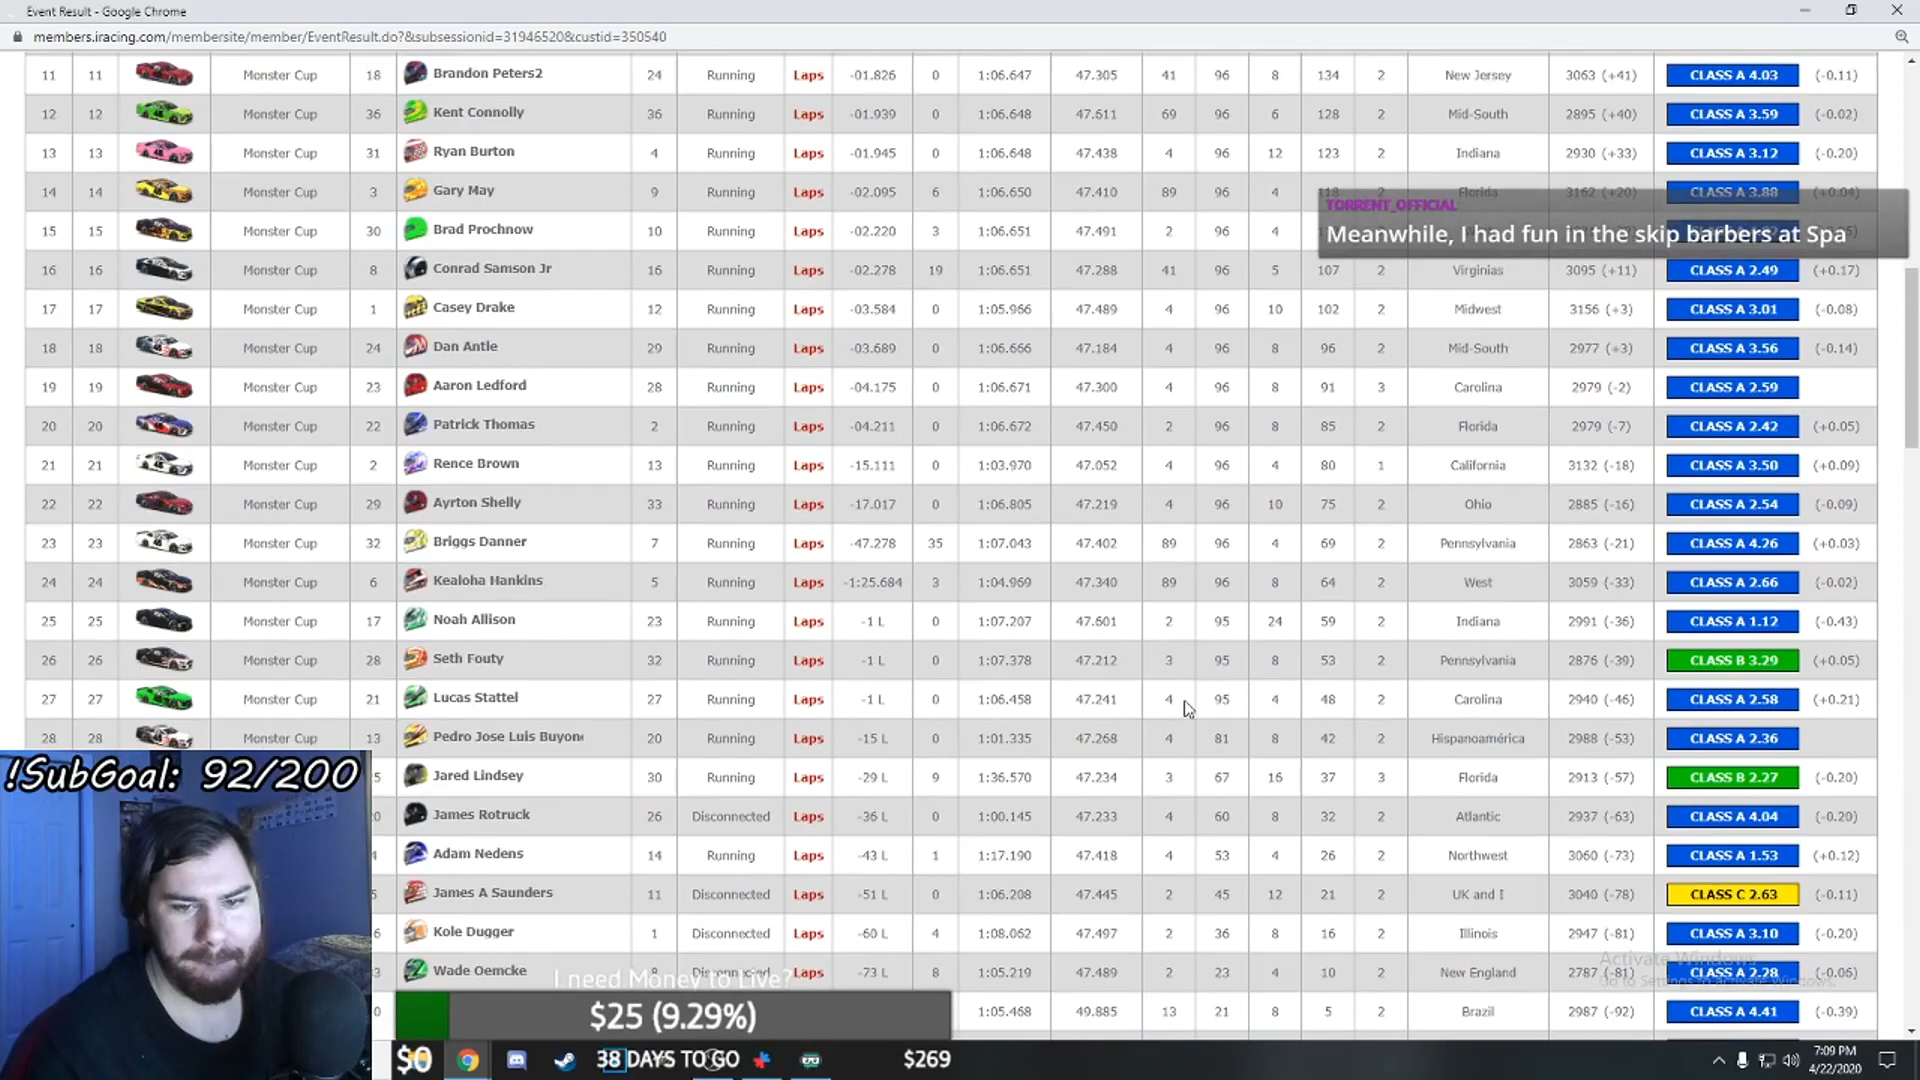 Event Result - Google Chrome
members.iracing.com/membersite/member/EventResult.do?&subsessionid=31946520&custid=350540
11 11 Monster Cup 18 Brandon Peters2 24 Running Laps -01.826 0 1:06.647 47.305 41 96 8 134 2 New Jersey 3063 (+41) CLASS A 4.03 (-0.11)
12 12 Monster Cup 36 Kent Connolly 36 Running Laps -01.939 0 1:06.648 47.611 69 96 6 128 2 Mid-South 2895 (+40) CLASS A 3.59 (-0.02)
13 13 Monster Cup 31 Ryan Burton 4 Running Laps -01.945 0 1:06.648 47.438 4 96 12 123 2 Indiana 2930 (+33) CLASS A 3.12 (-0.20)
14 14 Monster Cup 3 Gary May 9 Running Laps -02.095 6 1:06.650 47.410 89 96 4 118 2 Florida 3162 (+20) CLASS A 3.88 (+0.04)
TORRENT_OFFICIAL
Meanwhile, I had fun in the skip barbers at Spa
15 15 Monster Cup 30 Brad Prochnow 10 Running Laps -02.220 3 1:06.651 47.491 2 96 4
16 16 Monster Cup 8 Conrad Samson Jr 16 Running Laps -02.278 19 1:06.651 47.288 41 96 5 107 2 Virginias 3095 (+11) CLASS A 2.49 (+0.17)
17 17 Monster Cup 1 Casey Drake 12 Running Laps -03.584 0 1:05.966 47.489 4 96 10 102 2 Midwest 3156 (+3) CLASS A 3.01 (-0.08)
18 18 Monster Cup 24 Dan Antle 29 Running Laps -03.689 0 1:06.666 47.184 4 96 8 96 2 Mid-South 2977 (+3) CLASS A 3.56 (-0.14)
19 19 Monster Cup 23 Aaron Ledford 28 Running Laps -04.175 0 1:06.671 47.300 4 96 8 91 3 Carolina 2979 (-2) CLASS A 2.59
20 20 Monster Cup 22 Patrick Thomas 2 Running Laps -04.211 0 1:06.672 47.450 2 96 8 85 2 Florida 2979 (-7) CLASS A 2.42 (+0.05)
21 21 Monster Cup 2 Rence Brown 13 Running Laps -15.111 0 1:03.970 47.052 4 96 4 80 1 California 3132 (-18) CLASS A 3.50 (+0.09)
22 22 Monster Cup 29 Ayrton Shelly 33 Running Laps -17.017 0 1:06.805 47.219 4 96 10 75 2 Ohio 2885 (-16) CLASS A 2.54 (-0.09)
23 23 Monster Cup 32 Briggs Danner 7 Running Laps -47.278 35 1:07.043 47.402 89 96 4 69 2 Pennsylvania 2863 (-21) CLASS A 4.26 (+0.03)
24 24 Monster Cup 6 Kealoha Hankins 5 Running Laps -1:25.684 3 1:04.969 47.340 89 96 8 64 2 West 3059 (-33) CLASS A 2.66 (-0.02)
25 25 Monster Cup 17 Noah Allison 23 Running Laps -1 L 0 1:07.207 47.601 2 95 24 59 2 Indiana 2991 (-36) CLASS A 1.12 (-0.43)
26 26 Monster Cup 28 Seth Fouty 32 Running Laps -1 L 0 1:07.378 47.212 3 95 8 53 2 Pennsylvania 2876 (-39) CLASS B 3.29 (+0.05)
27 27 Monster Cup 21 Lucas Stattel 27 Running Laps -1 L 0 1:06.458 47.241 4 95 4 48 2 Carolina 2940 (-46) CLASS A 2.58 (+0.21)
28 28 Monster Cup 13 Pedro Jose Luis Buyon 20 Running Laps -15 L 0 1:01.335 47.268 4 81 8 42 2 Hispanoamérica 2988 (-53) CLASS A 2.36
!SubGoal: 92/200
5 Jared Lindsey 30 Running Laps -29 L 9 1:36.570 47.234 3 67 16 37 3 Florida 2913 (-57) CLASS B 2.27 (-0.20)
0 James Rotruck 26 Disconnected Laps -36 L 0 1:00.145 47.233 4 60 8 32 2 Atlantic 2937 (-63) CLASS A 4.04 (-0.20)
4 Adam Nedens 14 Running Laps -43 L 1 1:17.190 47.418 4 53 4 26 2 Northwest 3060 (-73) CLASS A 1.53 (+0.12)
5 James A Saunders 11 Disconnected Laps -51 L 0 1:06.208 47.445 2 45 12 21 2 UK and I 3040 (-78) CLASS C 2.63 (-0.11)
6 Kole Dugger 1 Disconnected Laps -60 L 4 1:08.062 47.497 2 36 8 16 2 Illinois 2947 (-81) CLASS A 3.10 (-0.20)
3 Wade Oemcke 8 Disconnected Laps -73 L 8 1:05.219 47.489 2 23 4 10 2 New England 2787 (-81) CLASS A 2.28 (-0.05)
Activate Windows
Go to Settings to activate Windows.
I need Money to Live?
$25 (9.29%)
0 1:05.468 49.885 13 21 8 5 2 Brazil 2987 (-92) CLASS A 4.41 (-0.39)
$0 38 DAYS TO GO $269
7:09 PM
4/22/2020